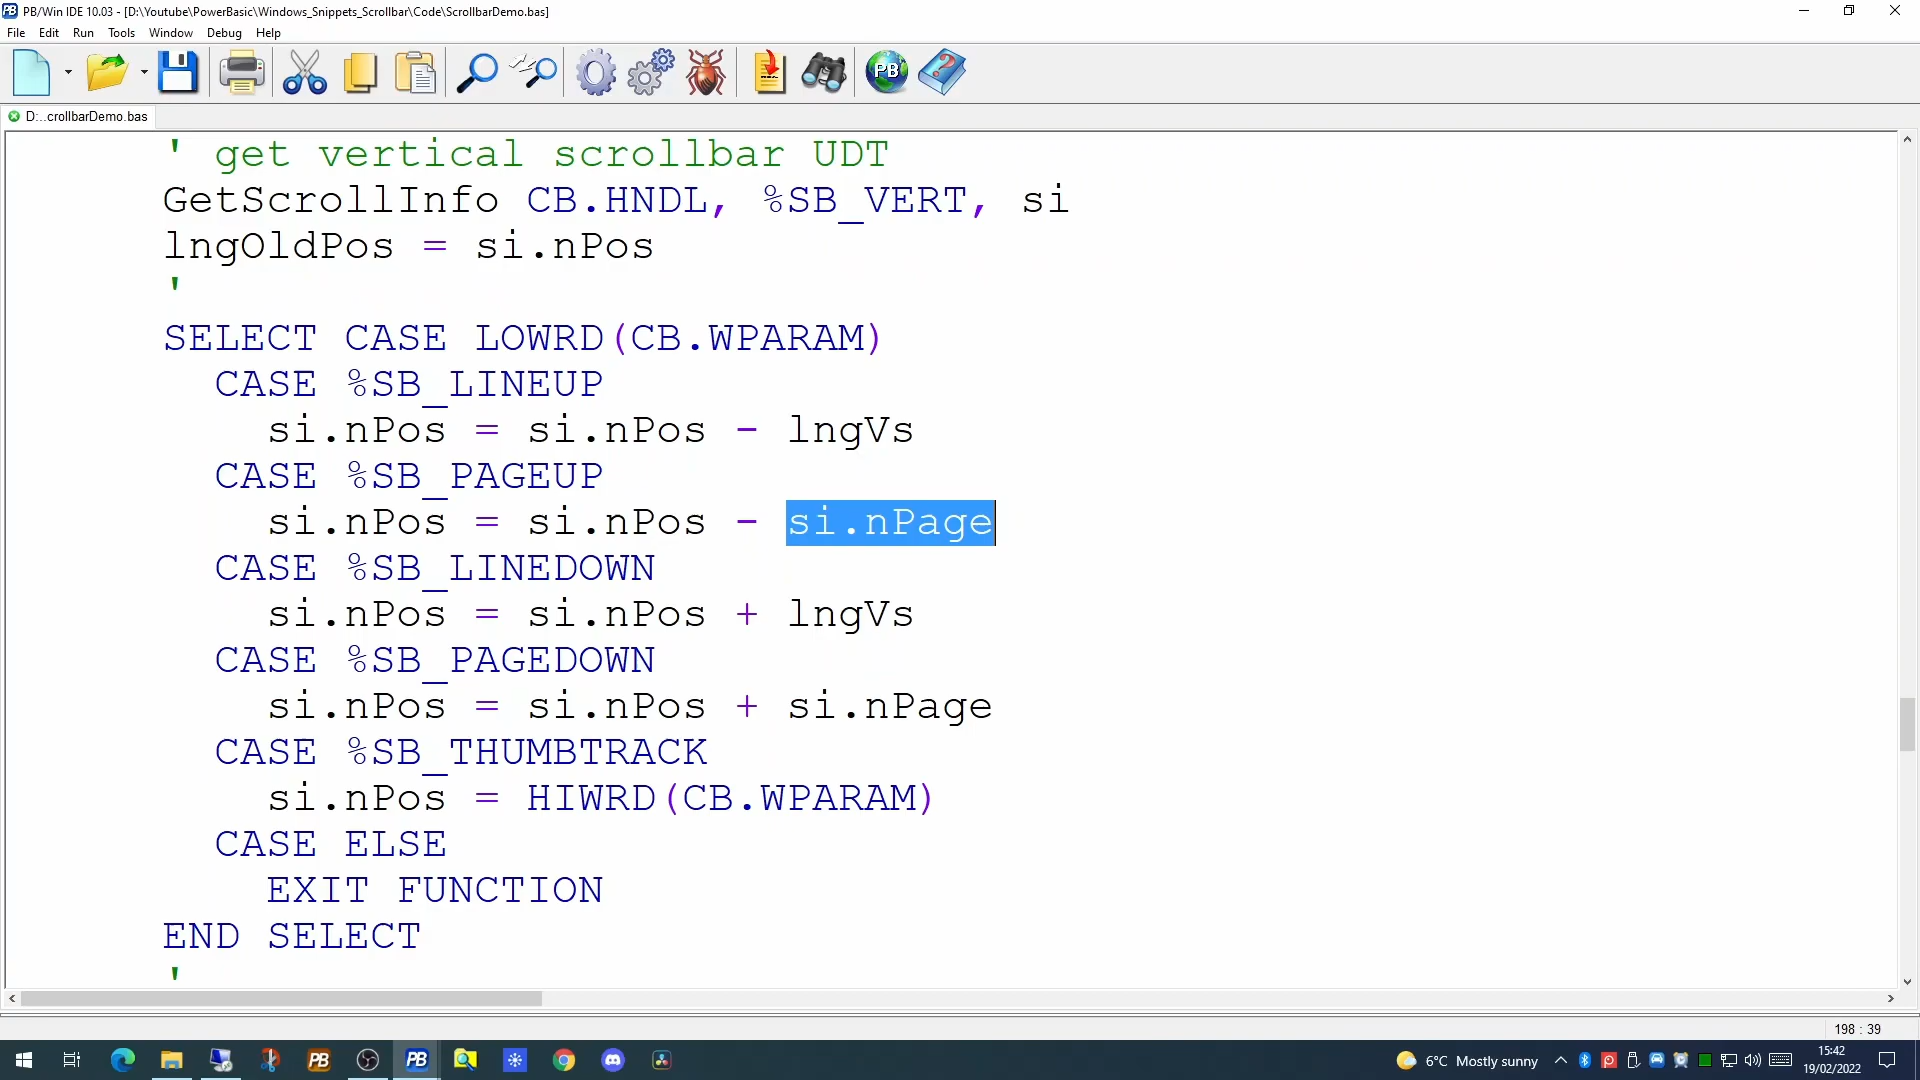 PB/Win IDE 10.03 - [D:\Youtube\PowerBasic\Windows_Snippets_Scrollbar\Code\ScrollbarDemo.bas]
File Edit Run Tools Window Debug Help
PB
D:..crollbarDemo.bas
' get vertical scrollbar UDT
GetScrollInfo CB.HNDL, %SB_VERT, si
lngOldPos = si.nPos
'
SELECT CASE LOWRD(CB.WPARAM)
CASE %SB_LINEUP
si.nPos = si.nPos - lngVs
CASE %SB_PAGEUP
si.nPos = si.nPos - si.nPage
CASE %SB_LINEDOWN
si.nPos = si.nPos + lngVs
CASE %SB_PAGEDOWN
si.nPos = si.nPos + si.nPage
CASE %SB_THUMBTRACK
si.nPos = HIWRD(CB.WPARAM)
CASE ELSE
EXIT FUNCTION
END SELECT
'
198 : 39
PB PB 6°C Mostly sunny 15:42
19/02/2022